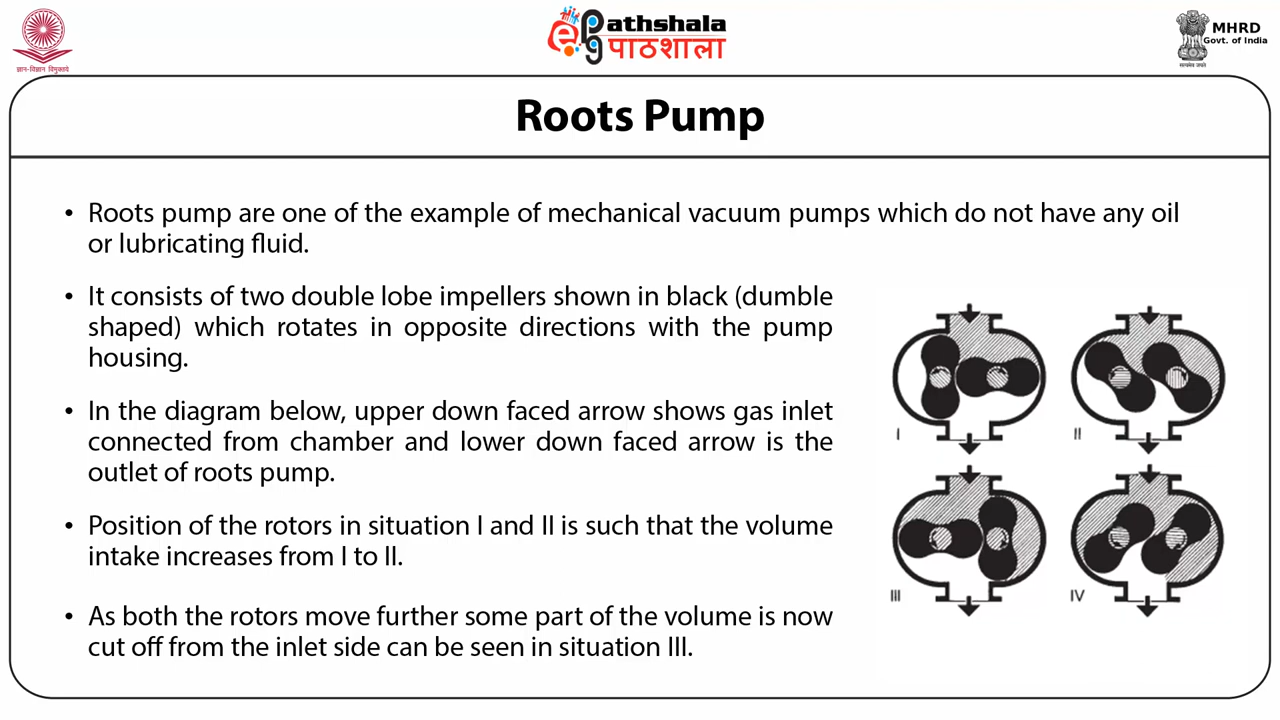 ज्ञान-विज्ञान विमुक्तये
epgathshala
पाठशाला
MHRD
Govt. of India
सत्यमेव जयते
Roots Pump
• Roots pump are one of the example of mechanical vacuum pumps which do not have any oil
or lubricating fluid.
• It consists of two double lobe impellers shown in black (dumble
shaped) which rotates in opposite directions with the pump
housing.
• In the diagram below, upper down faced arrow shows gas inlet
connected from chamber and lower down faced arrow is the
outlet of roots pump.
• Position of the rotors in situation I and II is such that the volume
intake increases from I to II.
• As both the rotors move further some part of the volume is now
cut off from the inlet side can be seen in situation III.
I
II
III
IV